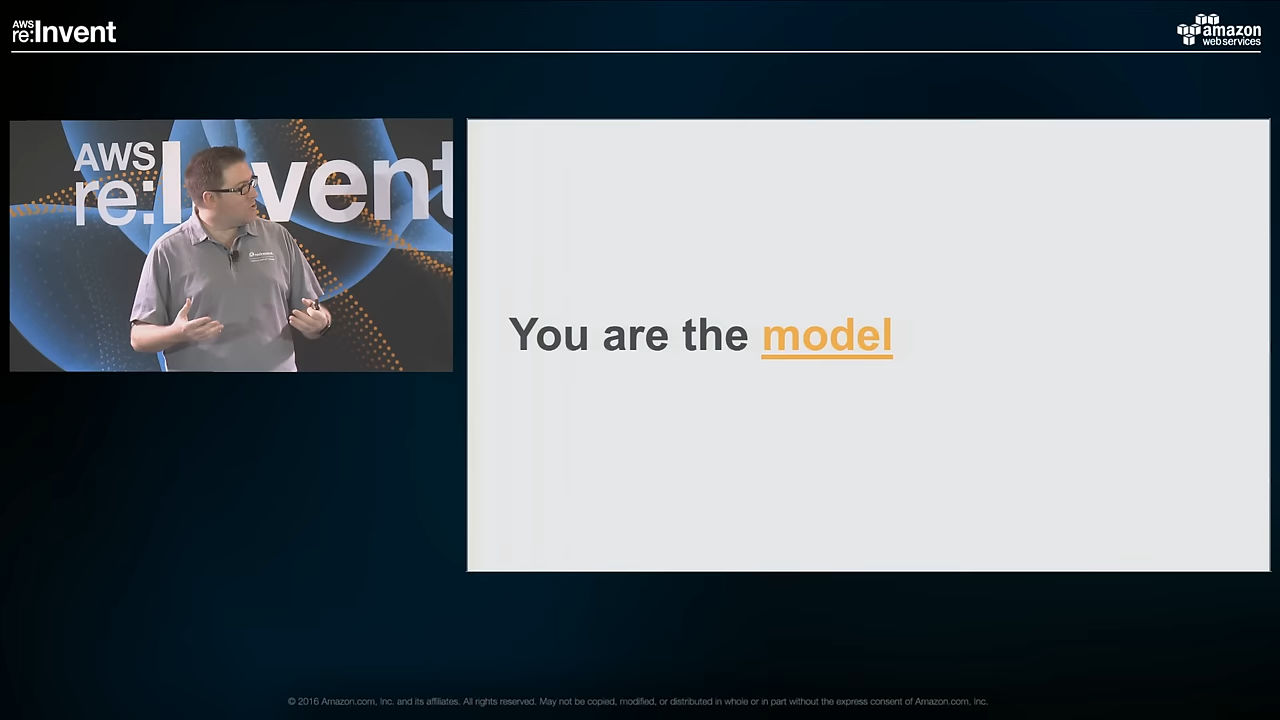 AWS
re:Invent
amazon
webservices
AWS
re:Invent
You are the model
© 2016 Amazon.com, Inc. and its affiliates. All rights reserved. May not be copied, modified, or distributed in whole or in part without the express consent of Amazon.com, Inc.